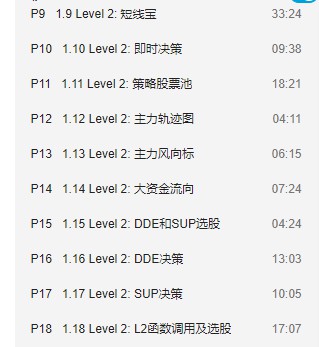 P9 1.9 Level 2: 短线宝 33:24
P10 1.10 Level 2: 即时决策 09:38
P11 1.11 Level 2: 策略股票池 18:21
P12 1.12 Level 2: 主力轨迹图 04:11
P13 1.13 Level 2: 主力风向标 06:15
P14 1.14 Level 2: 大资金流向 07:24
P15 1.15 Level 2: DDE和SUP选股 04:24
P16 1.16 Level 2: DDE决策 13:03
P17 1.17 Level 2: SUP决策 10:05
P18 1.18 Level 2: L2函数调用及选股 17:07